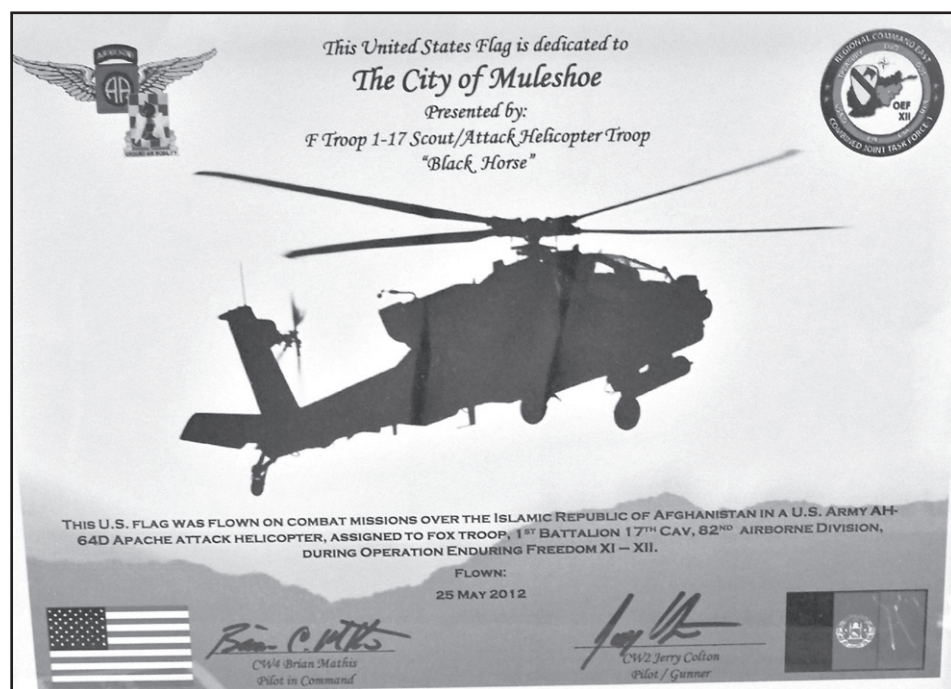 This United States Flag is dedicated to
The City of Muleshoe
Presented by:
F Troop 1-17 Scout/Attack Helicopter Troop
“Black Horse”
AIRBORNE
AA
REGIONAL COMMAND EAST
OEF
XII
COMBINED JOINT TASK FORCE 1
THIS U.S. FLAG WAS FLOWN ON COMBAT MISSIONS OVER THE ISLAMIC REPUBLIC OF AFGHANISTAN IN A U.S. ARMY AH-
64D APACHE ATTACK HELICOPTER, ASSIGNED TO FOX TROOP, 1ST BATTALION 17TH CAV, 82ND AIRBORNE DIVISION,
DURING OPERATION ENDURING FREEDOM XI – XII.
FLOWN:
25 MAY 2012
CW4 Brian Mathis
Pilot in Command
CW2 Jerry Colton
Pilot / Gunner